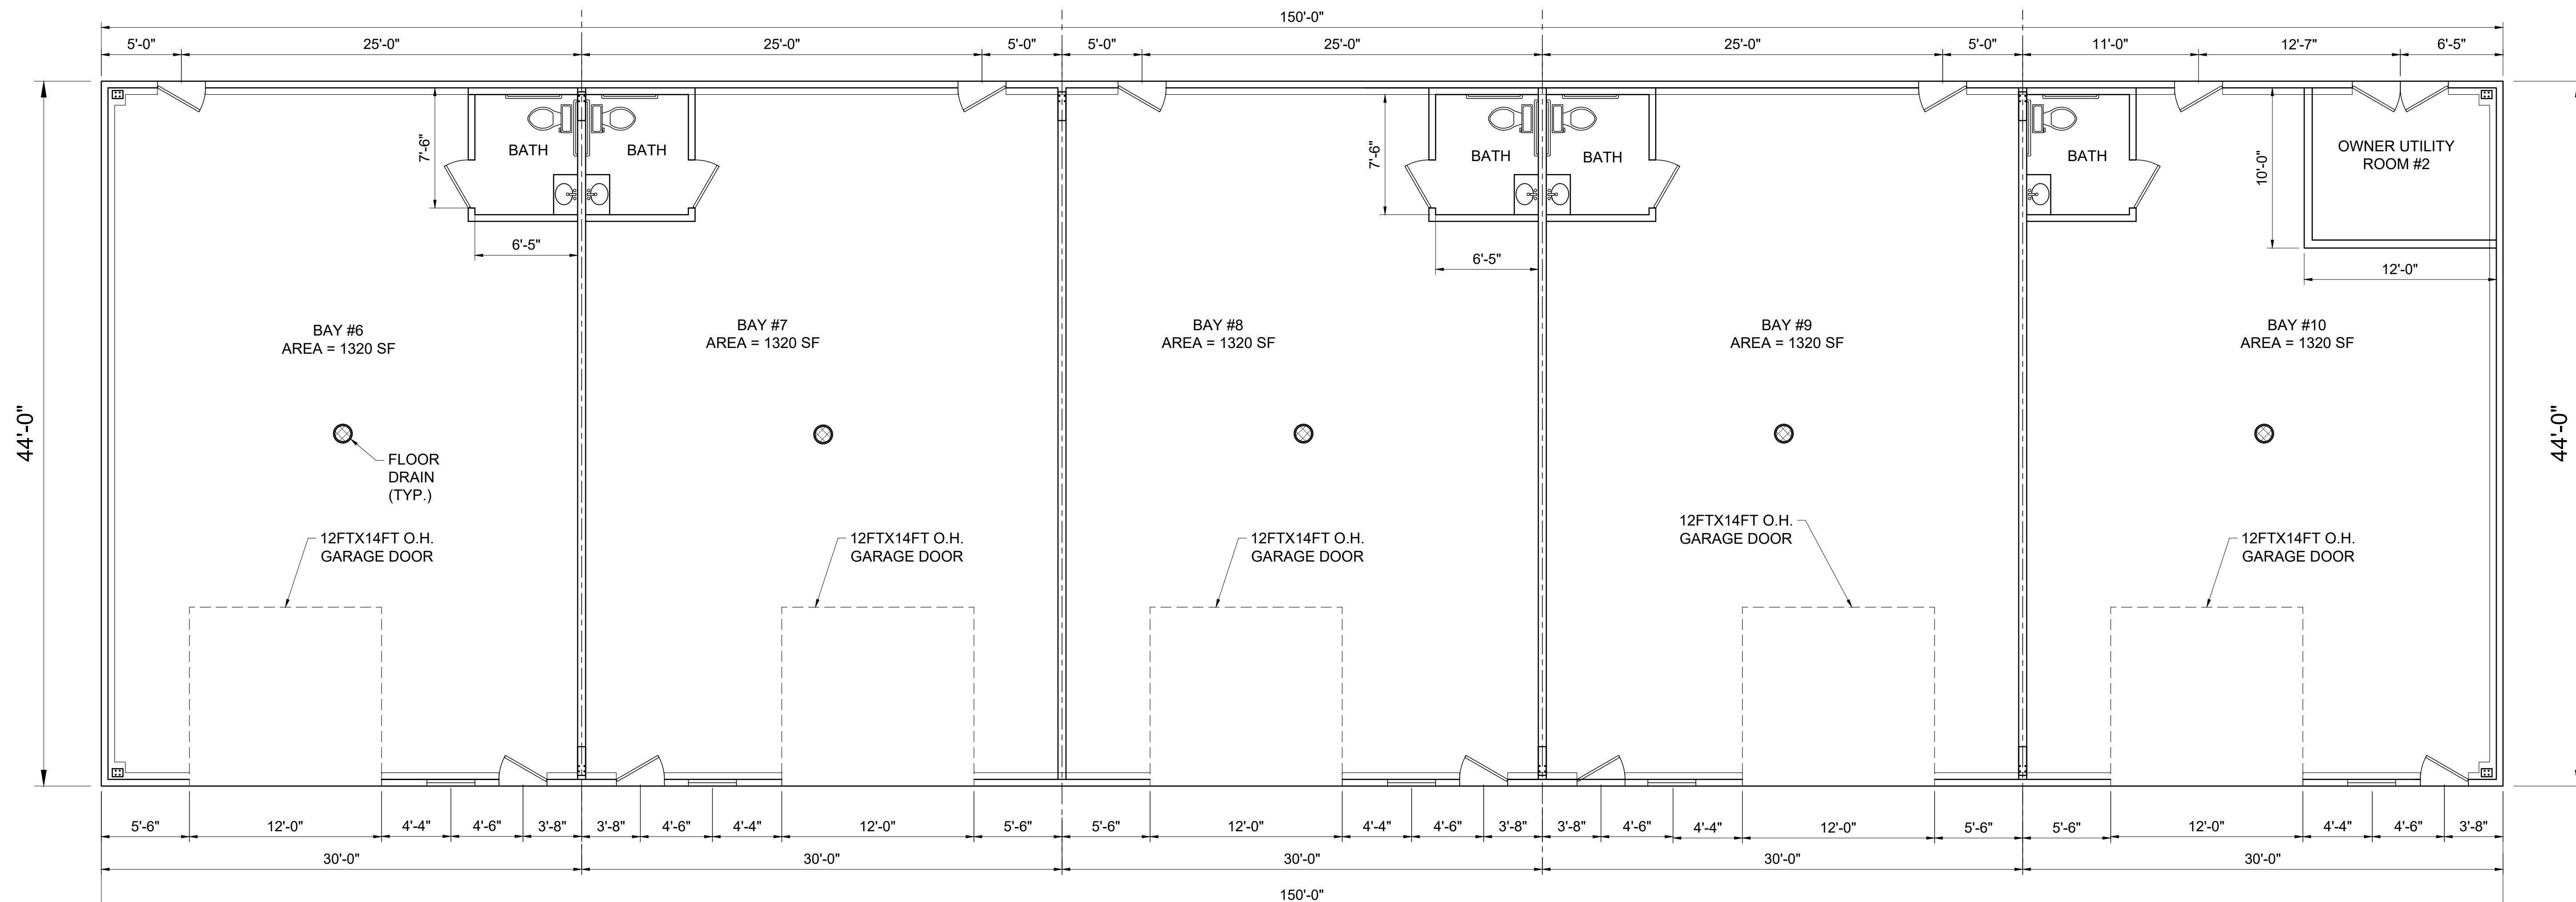 150'-0"
5'-0" 25'-0" 25'-0" 5'-0" 5'-0" 25'-0" 25'-0" 5'-0" 11'-0" 12'-7" 6'-5"
7'-6"
BATH
BATH
7'-6"
BATH
BATH
BATH
10'-0"
OWNER UTILITY
ROOM #2
6'-5"
6'-5"
12'-0"
BAY #6
AREA = 1320 SF
BAY #7
AREA = 1320 SF
BAY #8
AREA = 1320 SF
BAY #9
AREA = 1320 SF
BAY #10
AREA = 1320 SF
44'-0"
44'-0"
FLOOR
DRAIN
(TYP.)
12FTX14FT O.H.
GARAGE DOOR
12FTX14FT O.H.
GARAGE DOOR
12FTX14FT O.H.
GARAGE DOOR
12FTX14FT O.H.
GARAGE DOOR
12FTX14FT O.H.
GARAGE DOOR
5'-6" 12'-0" 4'-4" 4'-6" 3'-8" 3'-8" 4'-6" 4'-4" 12'-0" 5'-6" 5'-6" 12'-0" 4'-4" 4'-6" 3'-8" 3'-8" 4'-6" 4'-4" 12'-0" 5'-6" 5'-6" 12'-0" 4'-4" 4'-6" 3'-8"
30'-0" 30'-0" 30'-0" 30'-0" 30'-0"
150'-0"